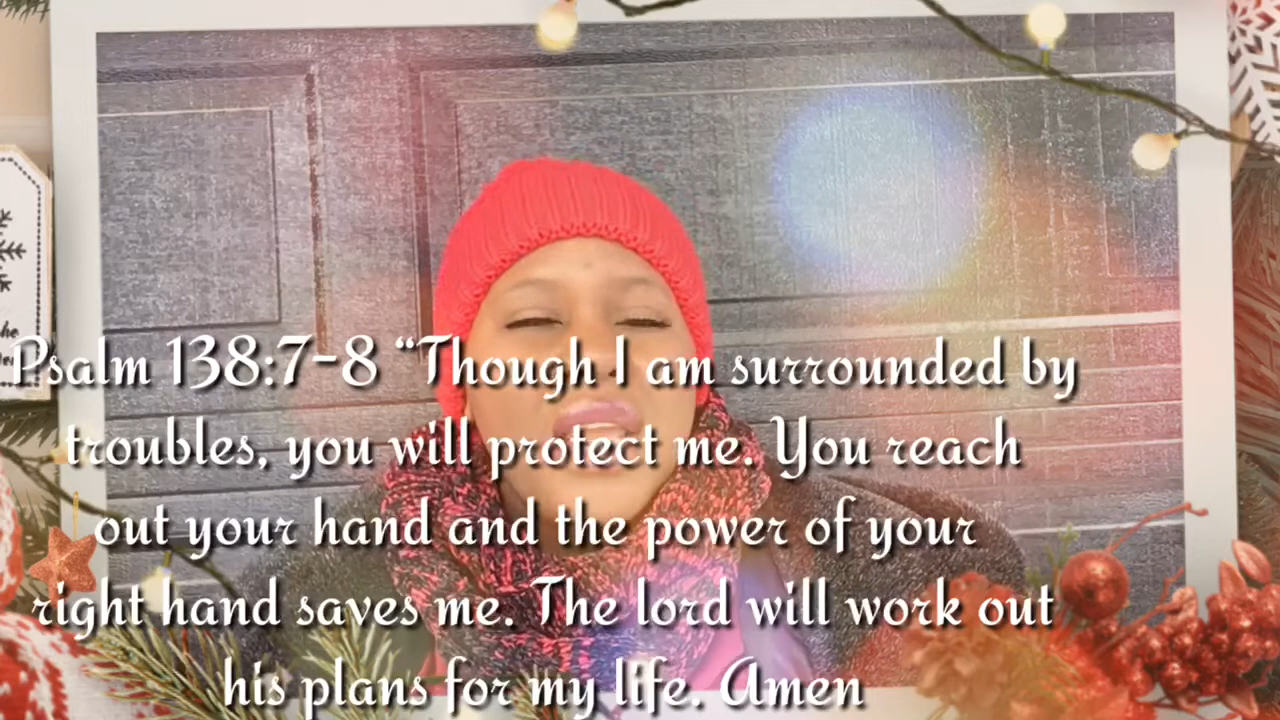 Psalm 138:7-8 “Though I am surrounded by
troubles, you will protect me. You reach
out your hand and the power of your
right hand saves me. The lord will work out
his plans for my life. Amen
he